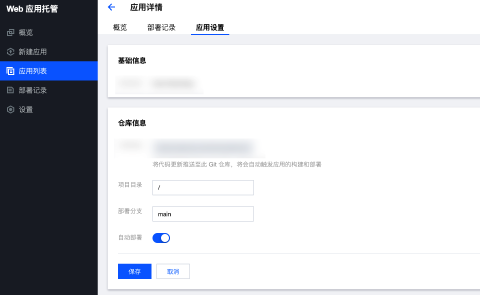 Web 应用托管
概览
新建应用
应用列表
部署记录
设置
应用详情
概览 部署记录 应用设置
基础信息
仓库信息
将代码更新推送至此 Git 仓库，将会自动触发应用的构建和部署
项目目录 /
部署分支 main
自动部署
保存 取消